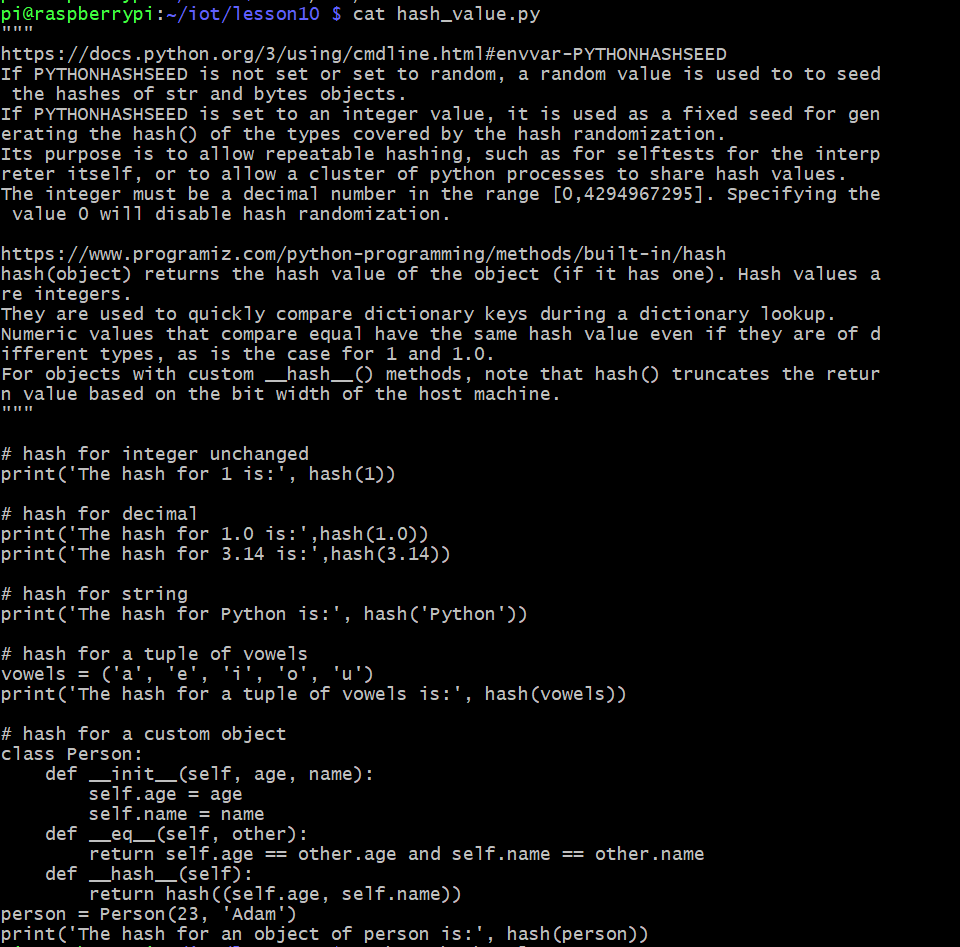 pi@raspberrypi:~/iot/lesson10 $ cat hash_value.py
"""
https://docs.python.org/3/using/cmdline.html#envvar-PYTHONHASHSEED
If PYTHONHASHSEED is not set or set to random, a random value is used to to seed
 the hashes of str and bytes objects.
If PYTHONHASHSEED is set to an integer value, it is used as a fixed seed for gen
erating the hash() of the types covered by the hash randomization.
Its purpose is to allow repeatable hashing, such as for selftests for the interp
reter itself, or to allow a cluster of python processes to share hash values.
The integer must be a decimal number in the range [0,4294967295]. Specifying the
 value 0 will disable hash randomization.

https://www.programiz.com/python-programming/methods/built-in/hash
hash(object) returns the hash value of the object (if it has one). Hash values a
re integers.
They are used to quickly compare dictionary keys during a dictionary lookup.
Numeric values that compare equal have the same hash value even if they are of d
ifferent types, as is the case for 1 and 1.0.
For objects with custom __hash__() methods, note that hash() truncates the retur
n value based on the bit width of the host machine.
"""

# hash for integer unchanged
print('The hash for 1 is:', hash(1))

# hash for decimal
print('The hash for 1.0 is:',hash(1.0))
print('The hash for 3.14 is:',hash(3.14))

# hash for string
print('The hash for Python is:', hash('Python'))

# hash for a tuple of vowels
vowels = ('a', 'e', 'i', 'o', 'u')
print('The hash for a tuple of vowels is:', hash(vowels))

# hash for a custom object
class Person:
    def __init__(self, age, name):
        self.age = age
        self.name = name
    def __eq__(self, other):
        return self.age == other.age and self.name == other.name
    def __hash__(self):
        return hash((self.age, self.name))
person = Person(23, 'Adam')
print('The hash for an object of person is:', hash(person))